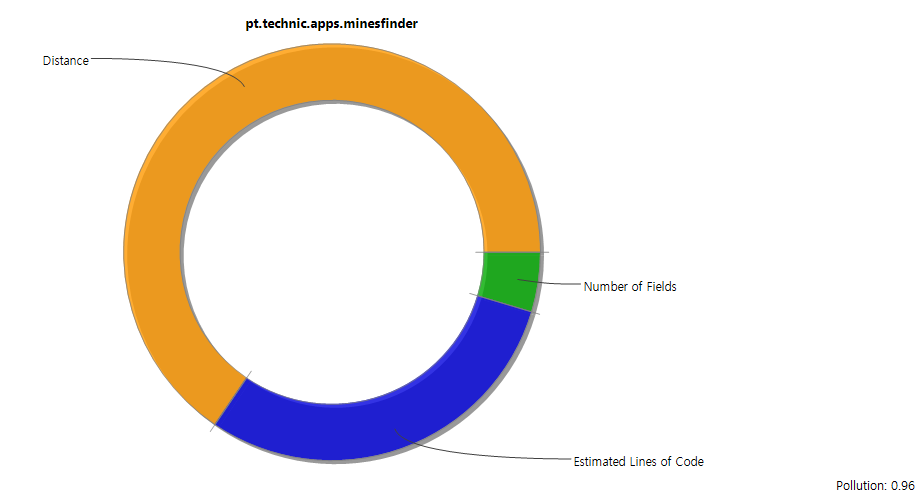 pt.technic.apps.minesfinder
Distance
Number of Fields
Estimated Lines of Code
Pollution: 0.96